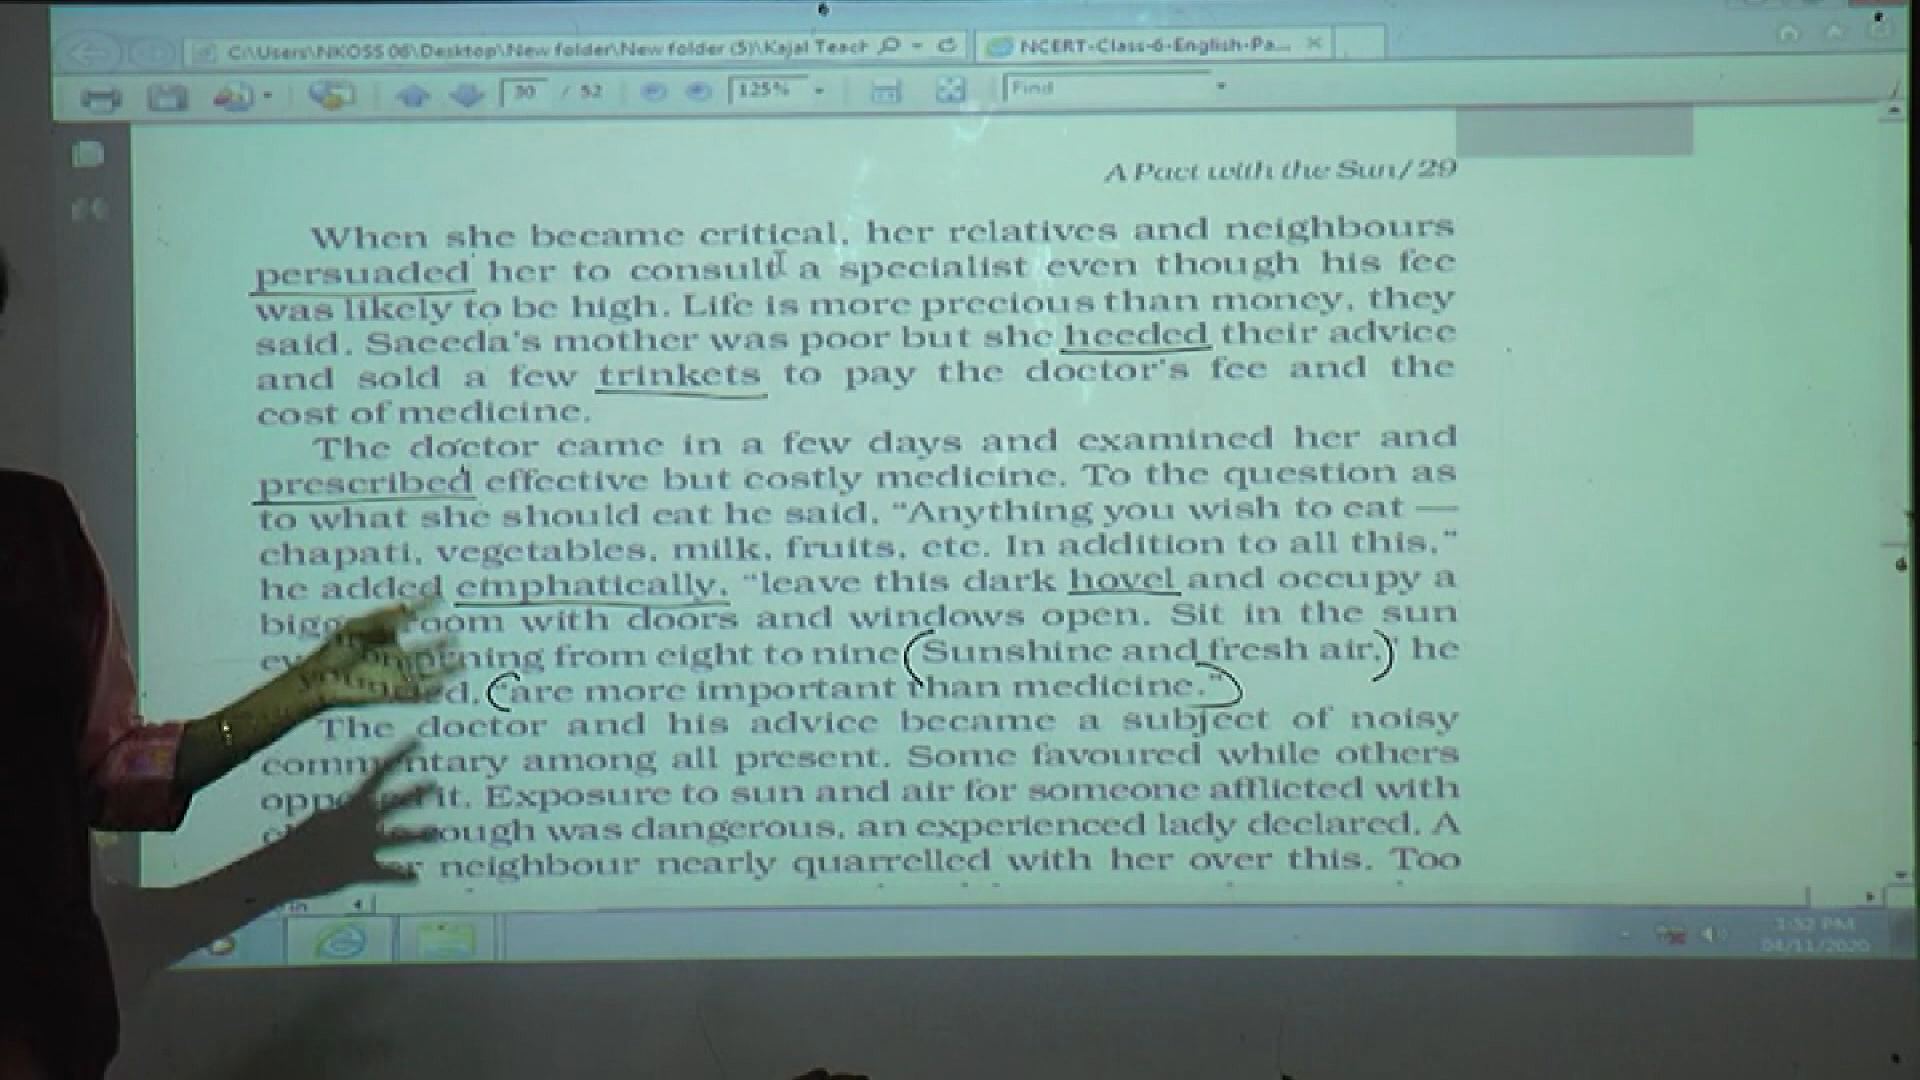 C:\Users\NKOSS 06\Desktop\New folder\New folder (5)\Kajal Teach
NCERT-Class-6-English-Pa...
30 / 52
125%
Find
A Pact with the Sun/29
When she became critical, her relatives and neighbours
persuaded her to consult a specialist even though his fee
was likely to be high. Life is more precious than money, they
said. Saeeda's mother was poor but she heeded their advice
and sold a few trinkets to pay the doctor's fee and the
cost of medicine.
The doctor came in a few days and examined her and
prescribed effective but costly medicine. To the question as
to what she should eat he said, “Anything you wish to eat —
chapati, vegetables, milk, fruits, etc. In addition to all this,”
he added emphatically, “leave this dark hovel and occupy a
room with doors and windows open. Sit in the sun
morning from eight to nine Sunshine and fresh air,” he
“are more important than medicine.”
The doctor and his advice became a subject of noisy
commentary among all present. Some favoured while others
opposed it. Exposure to sun and air for someone afflicted with
cough was dangerous, an experienced lady declared. A
neighbour nearly quarrelled with her over this. Too
1:32 PM
04/11/2020